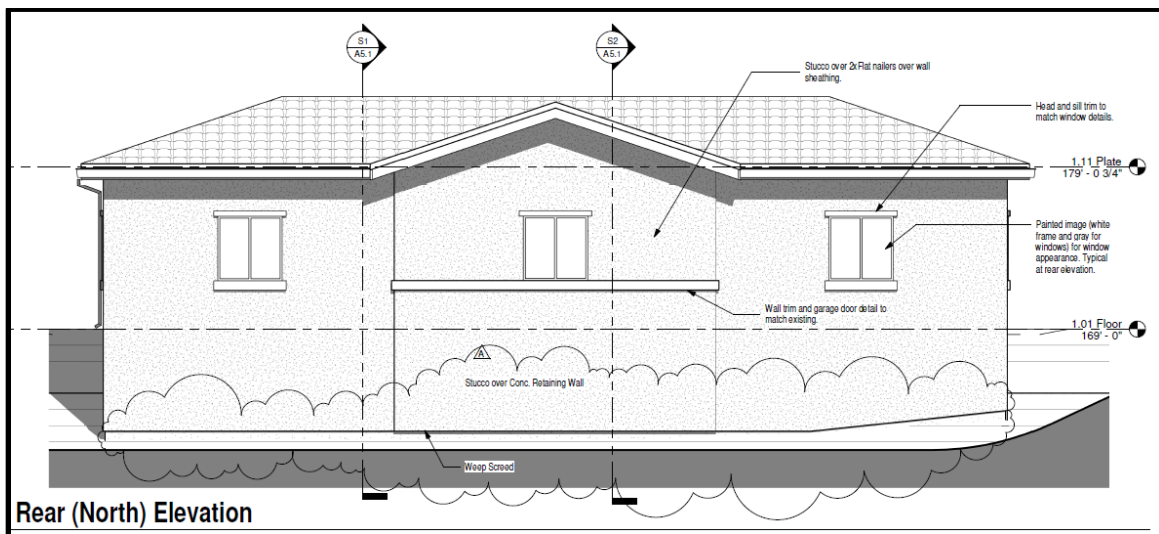 S1
A5.1
S2
A5.1
Stucco over 2x Flat nailers over wall
sheathing.
Head and sill trim to
match window details.
1.11 Plate
179' - 0 3/4"
Painted image (white
frame and gray for
windows) for window
appearance. Typical
at rear elevation.
Wall trim and garage door detail to
match existing.
1.01 Floor
169' - 0"
A
Stucco over Conc. Retaining Wall
Weep Screed
Rear (North) Elevation